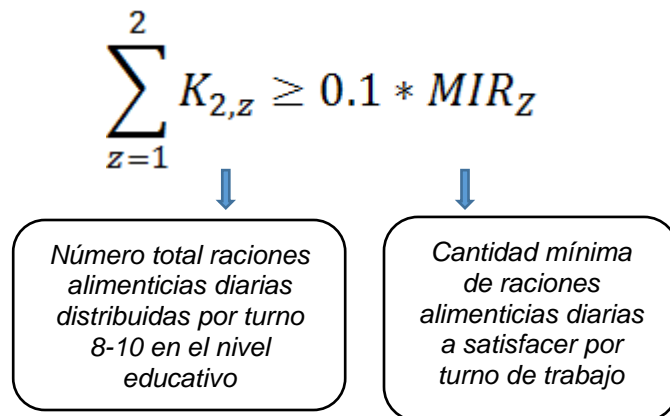 2
∑ K₂,z ≥ 0.1 * MIR_Z
z=1
Número total raciones
alimenticias diarias
distribuidas por turno
8-10 en el nivel
educativo
Cantidad mínima
de raciones
alimenticias diarias
a satisfacer por
turno de trabajo